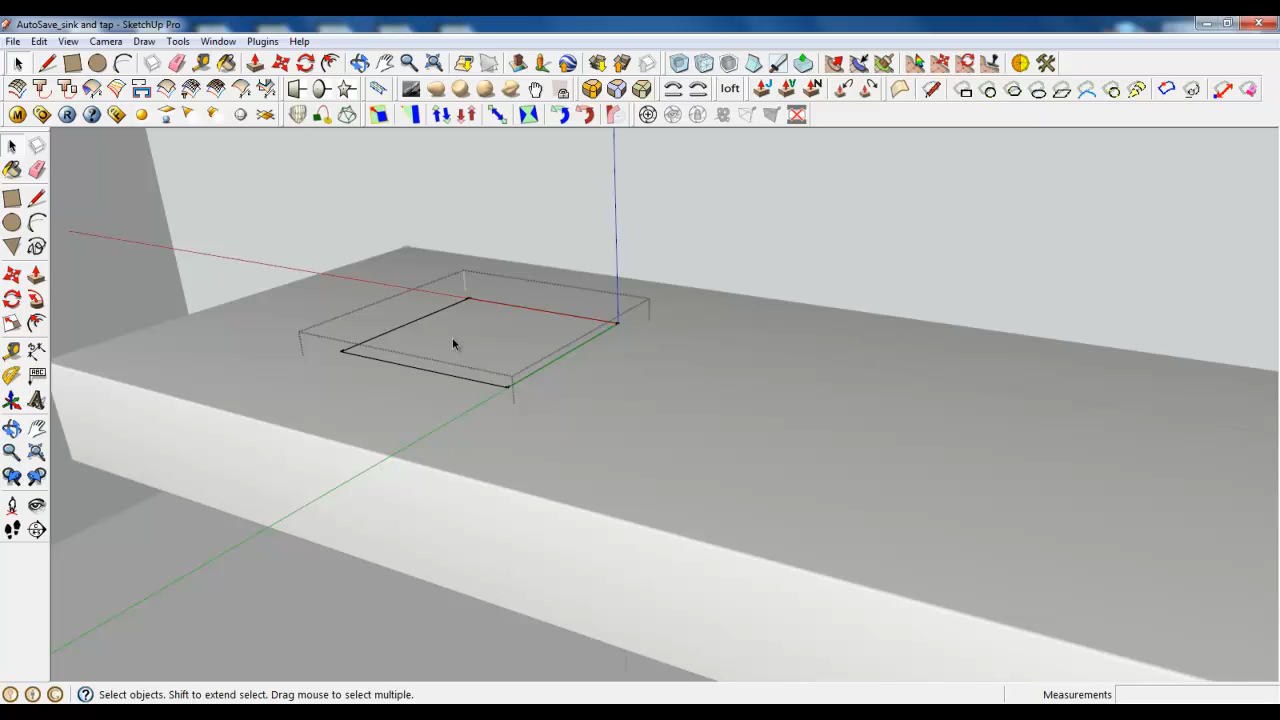 AutoSave_sink and tap - SketchUp Pro
File Edit View Camera Draw Tools Window Plugins Help
loft
V N
M R ?
ABC
? Select objects. Shift to extend select. Drag mouse to select multiple.
Measurements